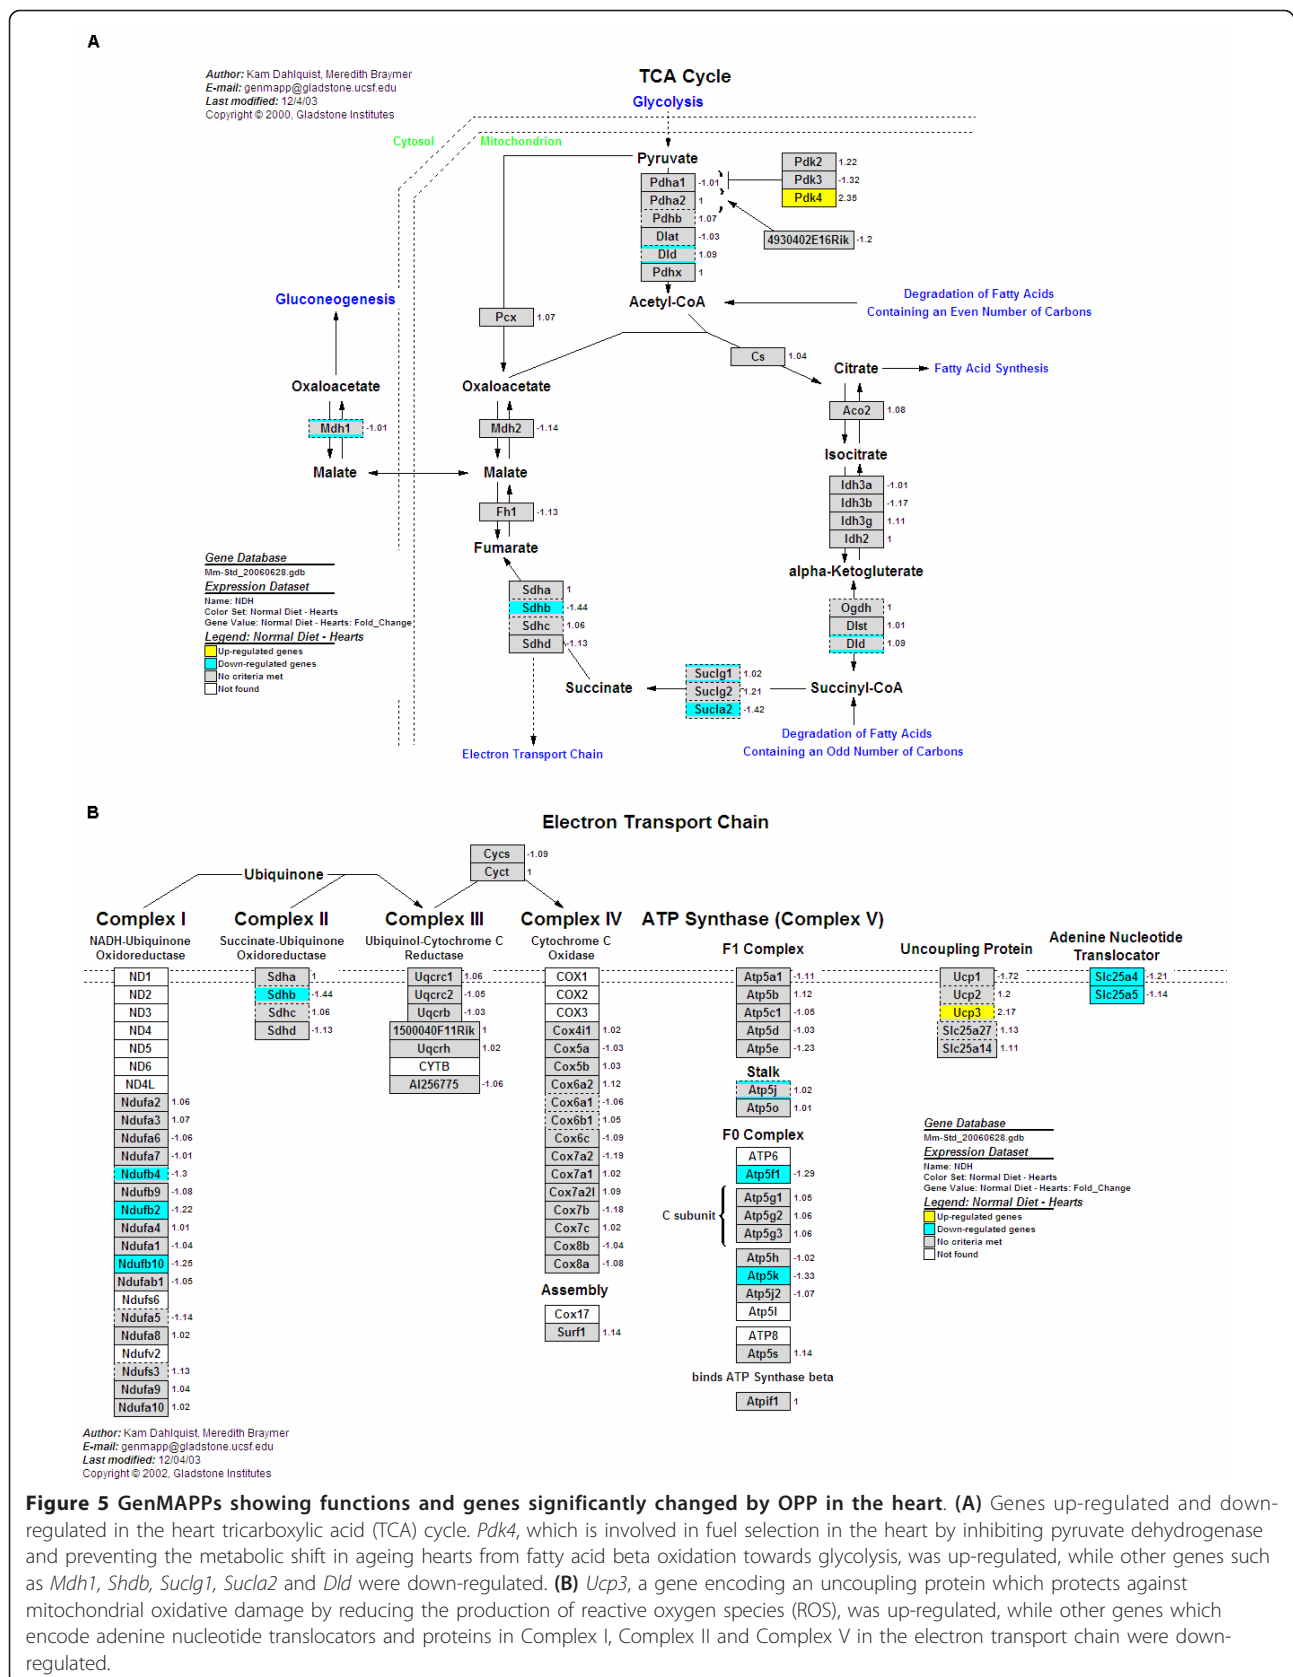 A
Author: Kam Dahlquist, Meredith Braymer
E-mail: genmapp@gladstone.ucsf.edu
Last modified: 12/4/03
Copyright © 2000, Gladstone Institutes
TCA Cycle
Glycolysis
Cytosol
Mitochondrion
Pyruvate
Pdha1 -1.01
Pdha2 1
Pdhb 1.07
Dlat -1.03
Dld 1.09
Pdhx 1
Pdk2 1.22
Pdk3 -1.32
Pdk4 2.35
4930402E16Rik -1.2
Acetyl-CoA
Degradation of Fatty Acids
Containing an Even Number of Carbons
Gluconeogenesis
Pcx 1.07
Cs 1.04
Oxaloacetate
Oxaloacetate
Citrate
Fatty Acid Synthesis
Mdh1 -1.01
Mdh2 -1.14
Aco2 1.08
Malate
Malate
Isocitrate
Fh1 -1.13
Idh3a -1.01
Idh3b -1.17
Idh3g 1.11
Idh2 1
Fumarate
alpha-Ketogluterate
Gene Database
Mm-Std_20060628.gdb
Expression Dataset
Name: NDH
Color Set: Normal Diet - Hearts
Gene Value: Normal Diet - Hearts: Fold_Change
Legend: Normal Diet - Hearts
Up-regulated genes
Down-regulated genes
No criteria met
Not found
Sdha 1
Sdhb -1.44
Sdhc 1.06
Sdhd -1.13
Ogdh 1
Dlst 1.01
Dld 1.09
Succinate
Suclg1 1.02
Suclg2 1.21
Sucla2 -1.42
Succinyl-CoA
Electron Transport Chain
Degradation of Fatty Acids
Containing an Odd Number of Carbons
B
Electron Transport Chain
Cycs -1.09
Cyct 1
Ubiquinone
Complex I
NADH-Ubiquinone
Oxidoreductase
ND1
ND2
ND3
ND4
ND5
ND6
ND4L
Ndufa2 1.06
Ndufa3 1.07
Ndufa6 -1.06
Ndufa7 -1.01
Ndufb4 -1.3
Ndufb9 -1.08
Ndufb2 -1.22
Ndufa4 1.01
Ndufa1 -1.04
Ndufb10 -1.25
Ndufab1 -1.05
Ndufs6
Ndufa5 -1.14
Ndufa8 1.02
Ndufv2
Ndufs3 1.13
Ndufa9 1.04
Ndufa10 1.02
Complex II
Succinate-Ubiquinone
Oxidoreductase
Sdha 1
Sdhb -1.44
Sdhc 1.06
Sdhd -1.13
Complex III
Ubiquinol-Cytochrome C
Reductase
Uqcrc1 1.06
Uqcrc2 -1.05
Uqcrb -1.03
1500040F11Rik 1
Uqcrh 1.02
CYTB
AI256775 -1.06
Complex IV
Cytochrome C
Oxidase
COX1
COX2
COX3
Cox4i1 1.02
Cox5a -1.03
Cox5b 1.03
Cox6a2 1.12
Cox6a1 -1.06
Cox6b1 1.05
Cox6c -1.09
Cox7a2 -1.19
Cox7a1 1.02
Cox7a2l 1.09
Cox7b -1.18
Cox7c 1.02
Cox8b -1.04
Cox8a -1.08
Assembly
Cox17
Surf1 1.14
ATP Synthase (Complex V)
F1 Complex
Atp5a1 -1.11
Atp5b 1.12
Atp5c1 -1.05
Atp5d -1.03
Atp5e -1.23
Stalk
Atp5j 1.02
Atp5o 1.01
F0 Complex
ATP6
Atp5f1 -1.29
C subunit
Atp5g1 1.05
Atp5g2 1.06
Atp5g3 1.06
Atp5h -1.02
Atp5k -1.33
Atp5j2 -1.07
Atp5l
ATP8
Atp5s 1.14
binds ATP Synthase beta
Atpif1 1
Uncoupling Protein
Ucp1 -1.72
Ucp2 1.2
Ucp3 2.17
Slc25a27 1.13
Slc25a14 1.11
Adenine Nucleotide
Translocator
Slc25a4 -1.21
Slc25a5 -1.14
Gene Database
Mm-Std_20060628.gdb
Expression Dataset
Name: NDH
Color Set: Normal Diet - Hearts
Gene Value: Normal Diet - Hearts: Fold_Change
Legend: Normal Diet - Hearts
Up-regulated genes
Down-regulated genes
No criteria met
Not found
Author: Kam Dahlquist, Meredith Braymer
E-mail: genmapp@gladstone.ucsf.edu
Last modified: 12/04/03
Copyright © 2002, Gladstone Institutes
Figure 5 GenMAPPs showing functions and genes significantly changed by OPP in the heart. (A) Genes up-regulated and down-
regulated in the heart tricarboxylic acid (TCA) cycle. Pdk4, which is involved in fuel selection in the heart by inhibiting pyruvate dehydrogenase
and preventing the metabolic shift in ageing hearts from fatty acid beta oxidation towards glycolysis, was up-regulated, while other genes such
as Mdh1, Shdb, Suclg1, Sucla2 and Dld were down-regulated. (B) Ucp3, a gene encoding an uncoupling protein which protects against
mitochondrial oxidative damage by reducing the production of reactive oxygen species (ROS), was up-regulated, while other genes which
encode adenine nucleotide translocators and proteins in Complex I, Complex II and Complex V in the electron transport chain were down-
regulated.